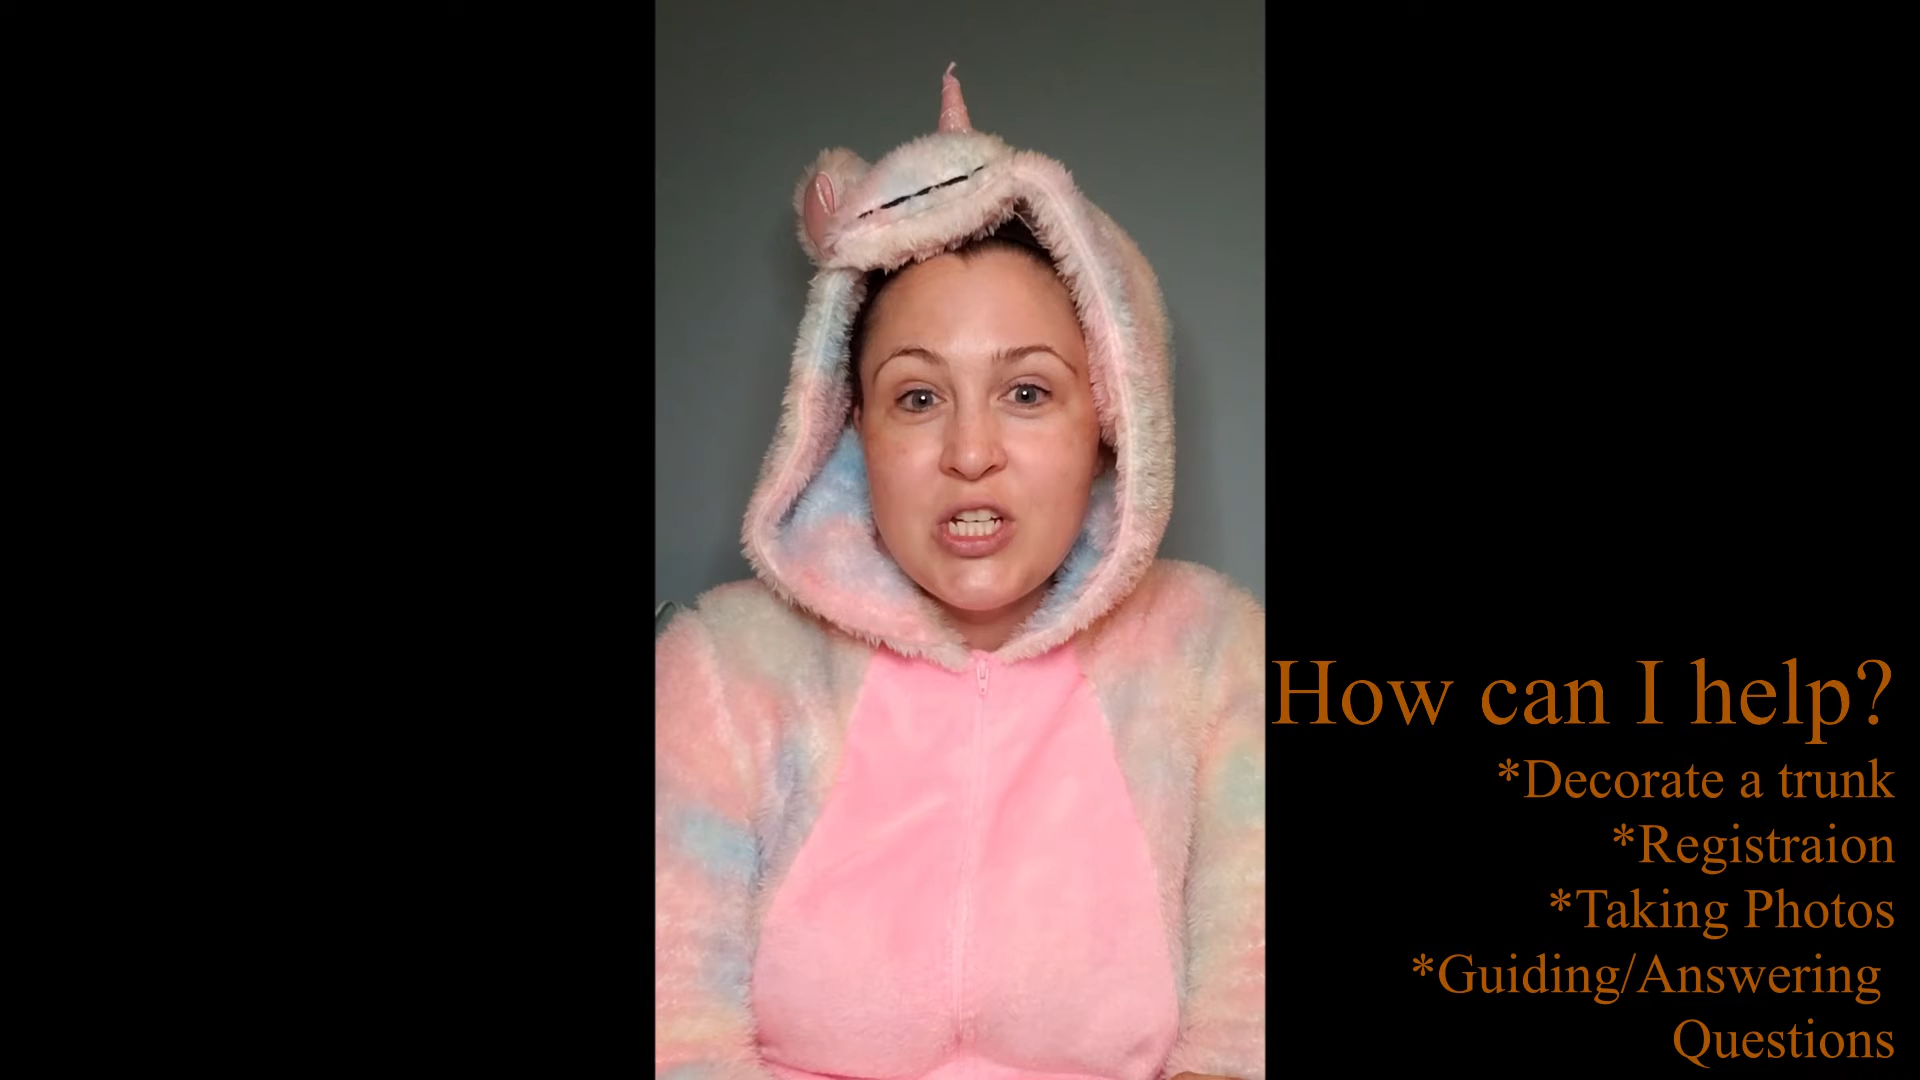 How can I help?
*Decorate a trunk
*Registraion
*Taking Photos
*Guiding/Answering
Questions